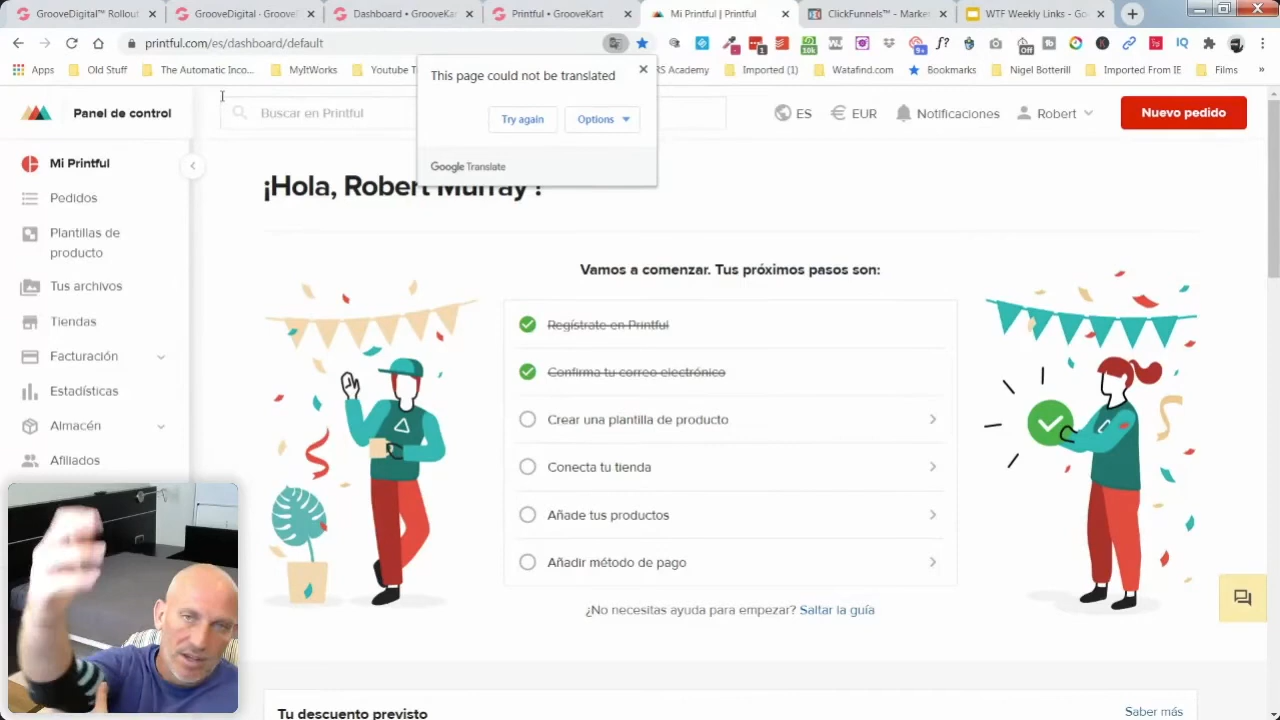 GrooveDigital™ Rollout
GrooveDigital - Groove
Dashboard • GrooveKar
Printful • GrooveKart
Mi Printful | Printful
ClickFunnels™ - Marke
WTF Weekly Links - Go
printful.com/es/dashboard/default
Apps
Old Stuff
The Automatic Inco...
MyItWorks
Youtube T
RS Academy
Imported (1)
Watafind.com
Bookmarks
Nigel Botterill
Imported From IE
Films
»
This page could not be translated
Try again
Options
Google Translate
Panel de control
Buscar en Printful
ES
EUR
Notificaciones
Robert
Nuevo pedido
Mi Printful
Pedidos
Plantillas de
producto
Tus archivos
Tiendas
Facturación
Estadísticas
Almacén
Afiliados
¡Hola, Robert Murray !
Vamos a comenzar. Tus próximos pasos son:
Regístrate en Printful
Confirma tu correo electrónico
Crear una plantilla de producto
Conecta tu tienda
Añade tus productos
Añadir método de pago
¿No necesitas ayuda para empezar? Saltar la guía
Tu descuento previsto
Saber más